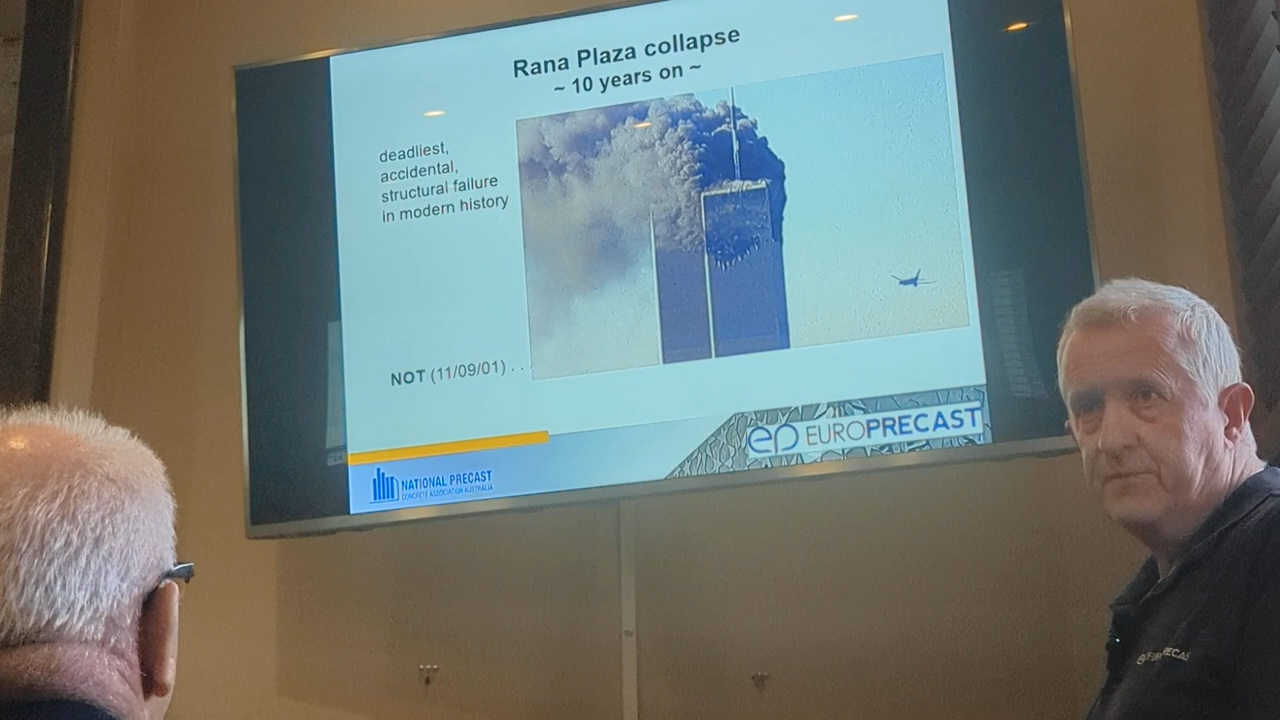 Rana Plaza collapse
~ 10 years on ~
deadliest,
accidental,
structural failure
in modern history
NOT (11/09/01) . .
ep EUROPRECAST
NATIONAL PRECAST
CONCRETE ASSOCIATION AUSTRALIA